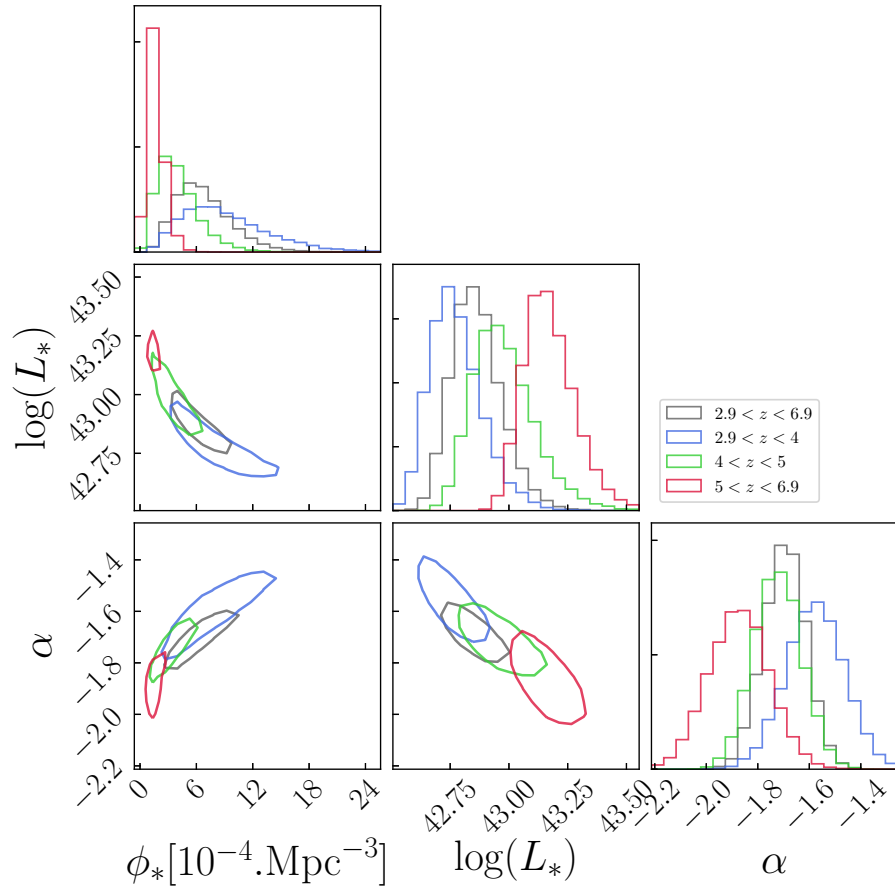 43.50
43.25
43.00
42.75
log(L_*)
2.9 < z < 6.9
2.9 < z < 4
4 < z < 5
5 < z < 6.9
−1.4
−1.6
−1.8
−2.0
−2.2
α
0 6 12 18 24
42.75 43.00 43.25 43.50
−2.2 −2.0 −1.8 −1.6 −1.4
ϕ_*[10^{−4}.Mpc^{−3}] log(L_*) α